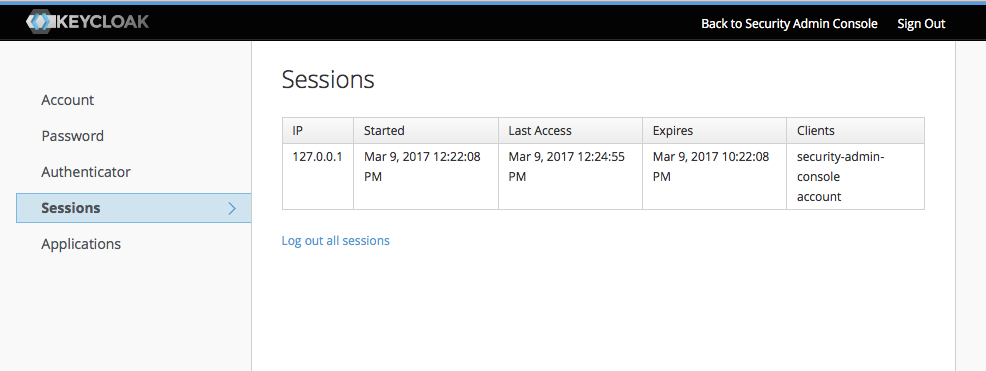 KEYCLOAK
Back to Security Admin Console Sign Out
Account
Password
Authenticator
Sessions
Applications
Sessions
IP Started Last Access Expires Clients
127.0.0.1 Mar 9, 2017 12:22:08 Mar 9, 2017 12:24:55 Mar 9, 2017 10:22:08 security-admin-
PM PM PM console
account
Log out all sessions